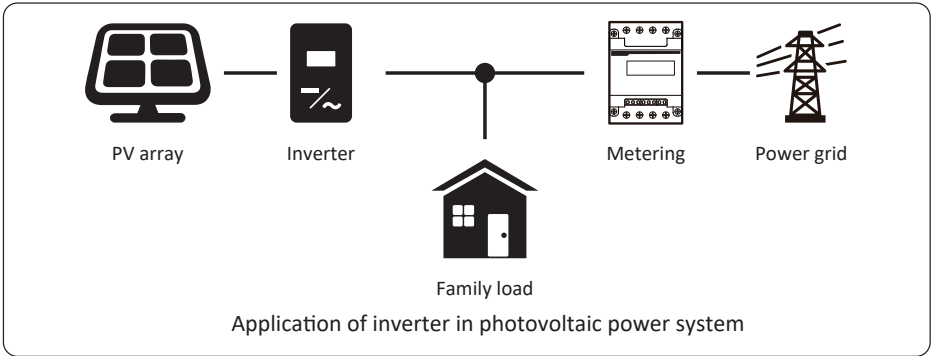 PV array
Inverter
Metering
Power grid
Family load
Application of inverter in photovoltaic power system